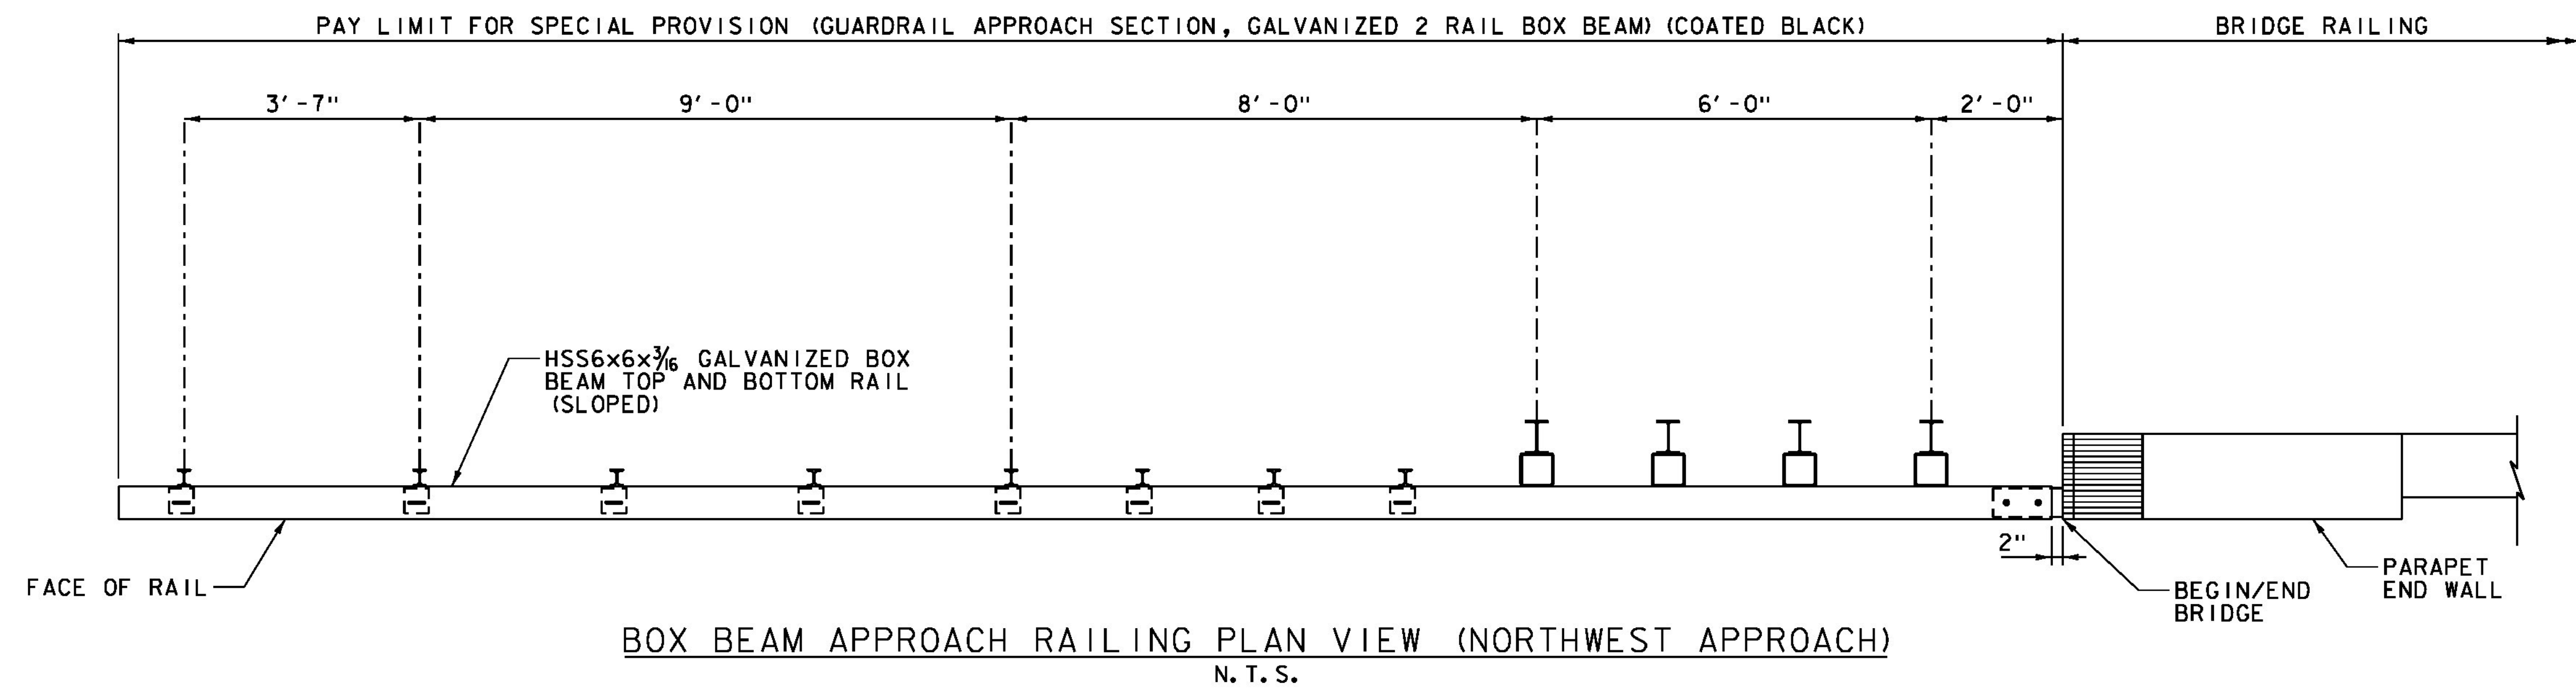 PAY LIMIT FOR SPECIAL PROVISION (GUARDRAIL APPROACH SECTION, GALVANIZED 2 RAIL BOX BEAM) (COATED BLACK)
BRIDGE RAILING
3'-7"
9'-0"
8'-0"
6'-0"
2'-0"
HSS6x6x3/16 GALVANIZED BOX
BEAM TOP AND BOTTOM RAIL
(SLOPED)
2"
FACE OF RAIL
BEGIN/END
BRIDGE
PARAPET
END WALL
BOX BEAM APPROACH RAILING PLAN VIEW (NORTHWEST APPROACH)
N.T.S.